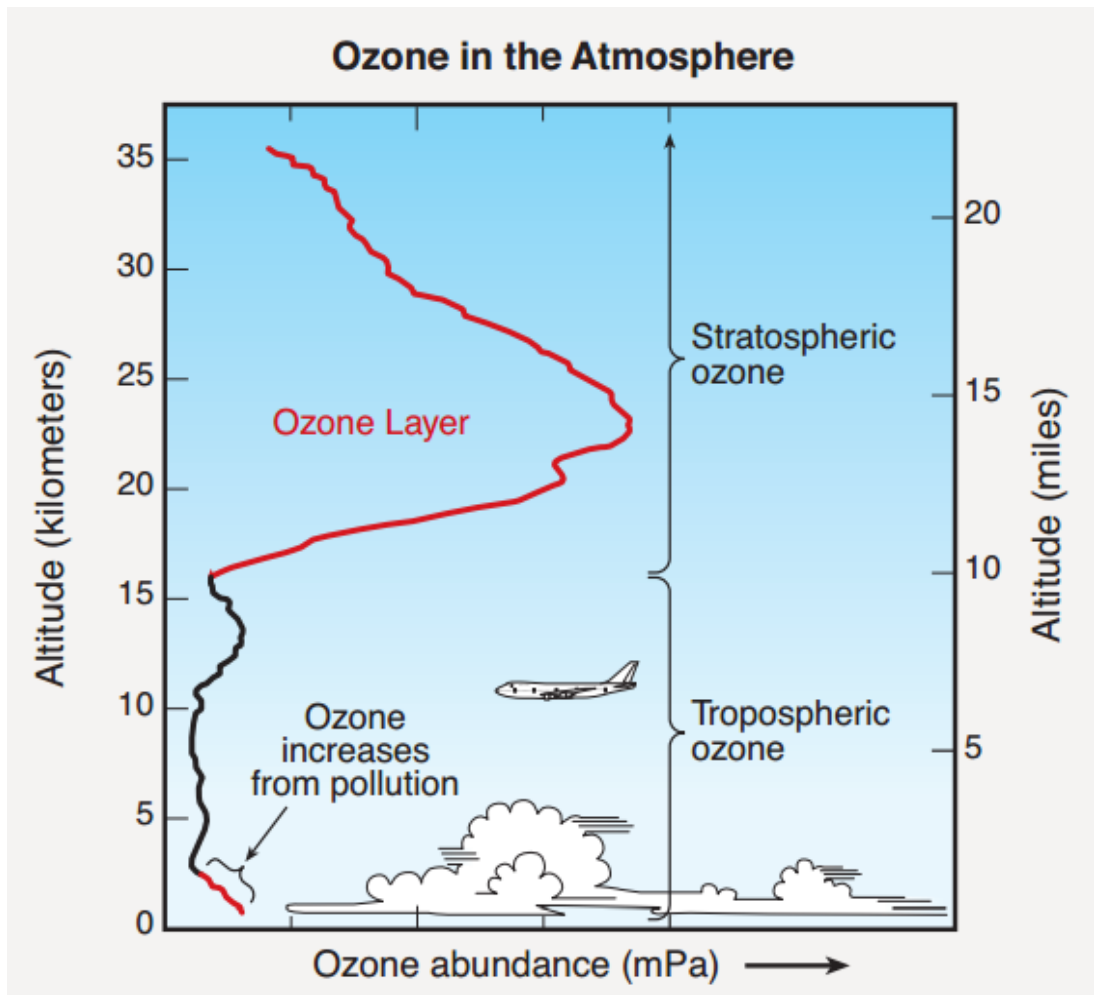 Ozone in the Atmosphere
Altitude (kilometers)
35
30
25
20
15
10
5
0
Ozone Layer
Stratospheric
ozone
Tropospheric
ozone
Ozone
increases
from pollution
20
15
10
5
Altitude (miles)
Ozone abundance (mPa)